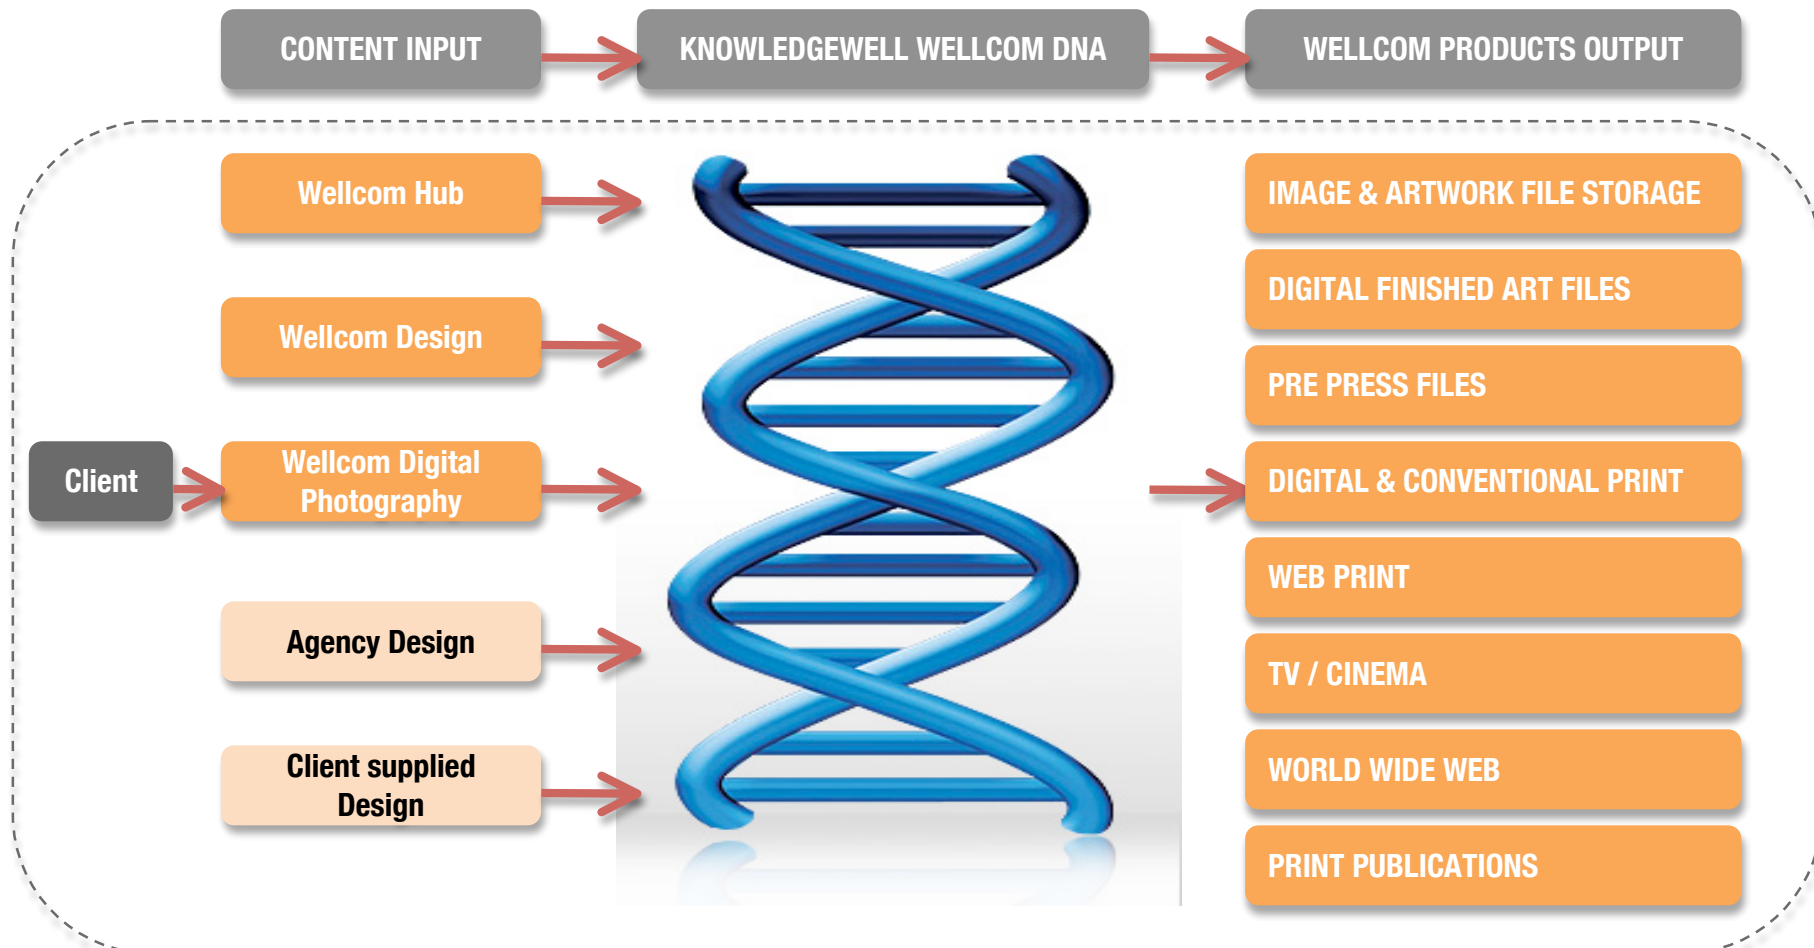 CONTENT INPUT
KNOWLEDGEWELL WELLCOM DNA
WELLCOM PRODUCTS OUTPUT
Client
Wellcom Hub
Wellcom Design
Wellcom Digital
Photography
Agency Design
Client supplied
Design
IMAGE & ARTWORK FILE STORAGE
DIGITAL FINISHED ART FILES
PRE PRESS FILES
DIGITAL & CONVENTIONAL PRINT
WEB PRINT
TV / CINEMA
WORLD WIDE WEB
PRINT PUBLICATIONS